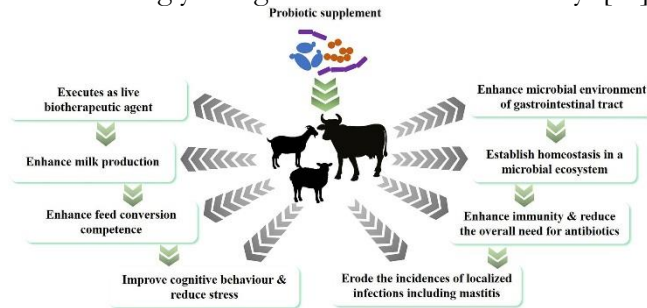 Probiotic supplement
Executes as live
biotherapeutic agent
Enhance milk production
Enhance feed conversion
competence
Improve cognitive behaviour &
reduce stress
Enhance microbial environment
of gastrointestinal tract
Establish homeostasis in a
microbial ecosystem
Enhance immunity & reduce
the overall need for antibiotics
Erode the incidences of localized
infections including mastitis